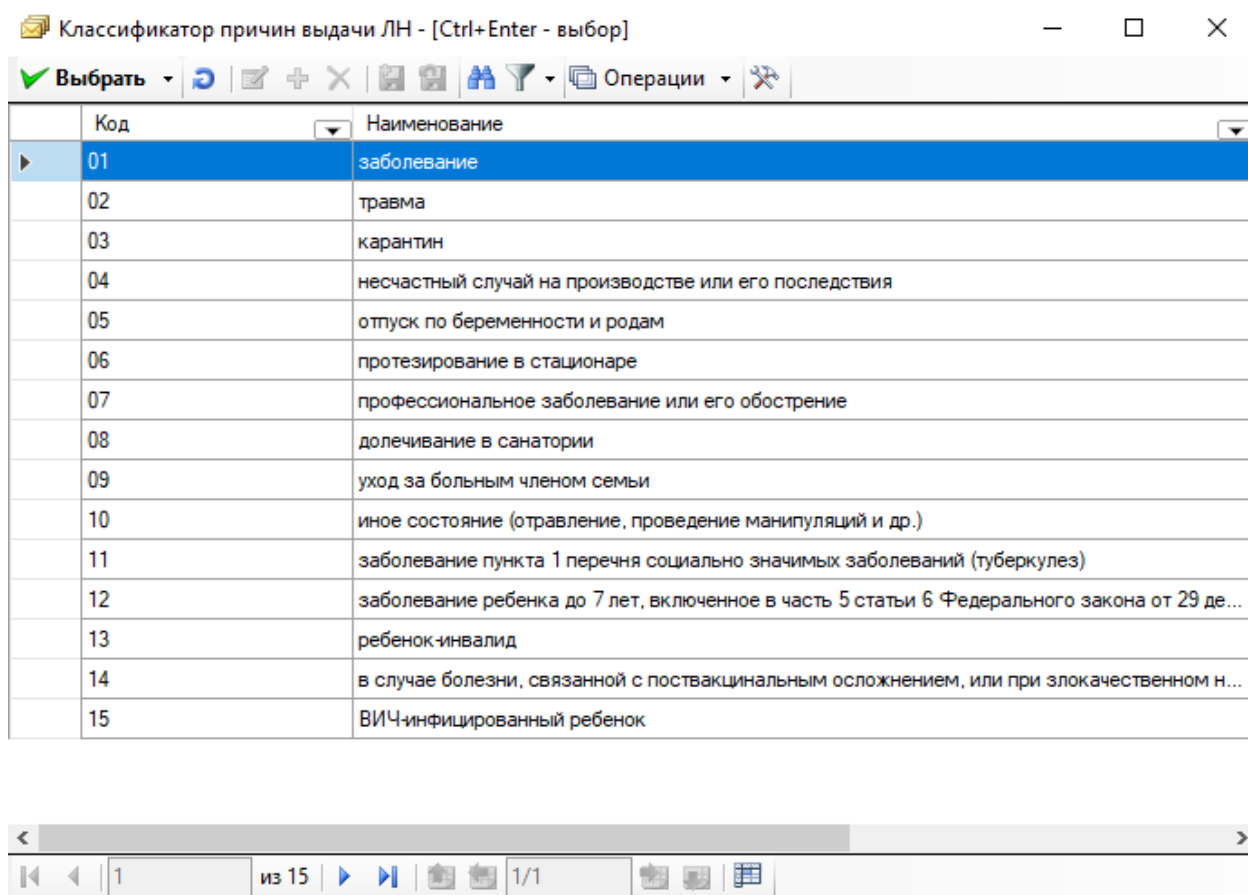 Классификатор причин выдачи ЛН - [Ctrl+Enter - выбор]
Выбрать Операции
Код Наименование
01 заболевание
02 травма
03 карантин
04 несчастный случай на производстве или его последствия
05 отпуск по беременности и родам
06 протезирование в стационаре
07 профессиональное заболевание или его обострение
08 долечивание в санатории
09 уход за больным членом семьи
10 иное состояние (отравление, проведение манипуляций и др.)
11 заболевание пункта 1 перечня социально значимых заболеваний (туберкулез)
12 заболевание ребенка до 7 лет, включенное в часть 5 статьи 6 Федерального закона от 29 де...
13 ребенок-инвалид
14 в случае болезни, связанной с поствакцинальным осложнением, или при злокачественном н...
15 ВИЧ-инфицированный ребенок
1 из 15 1/1